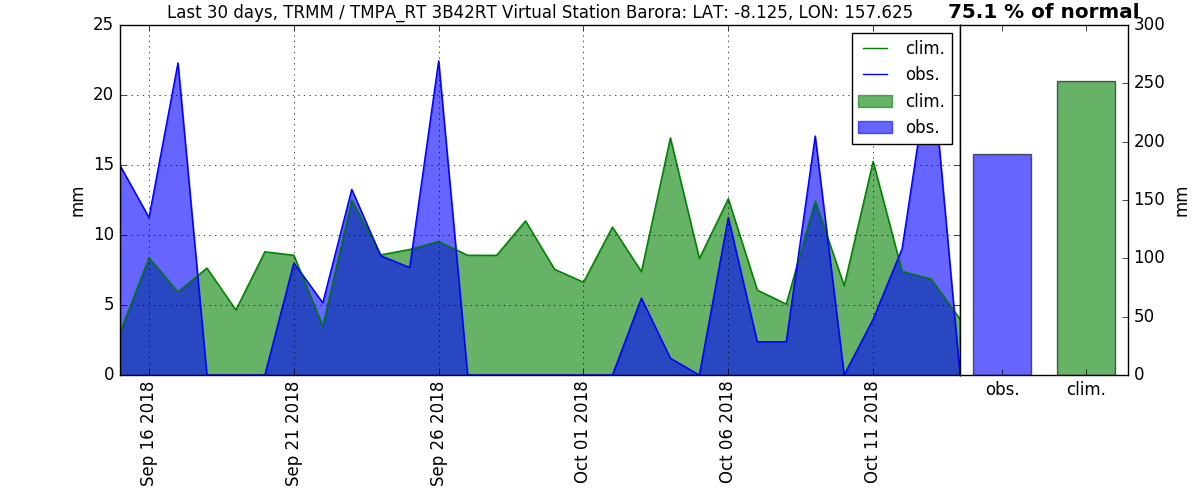 Last 30 days, TRMM / TMPA_RT 3B42RT Virtual Station Barora: LAT: -8.125, LON: 157.625
75.1 % of normal
25
20
15
10
5
0
mm
clim.
obs.
clim.
obs.
300
250
200
150
100
50
0
mm
Sep 16 2018
Sep 21 2018
Sep 26 2018
Oct 01 2018
Oct 06 2018
Oct 11 2018
obs.
clim.